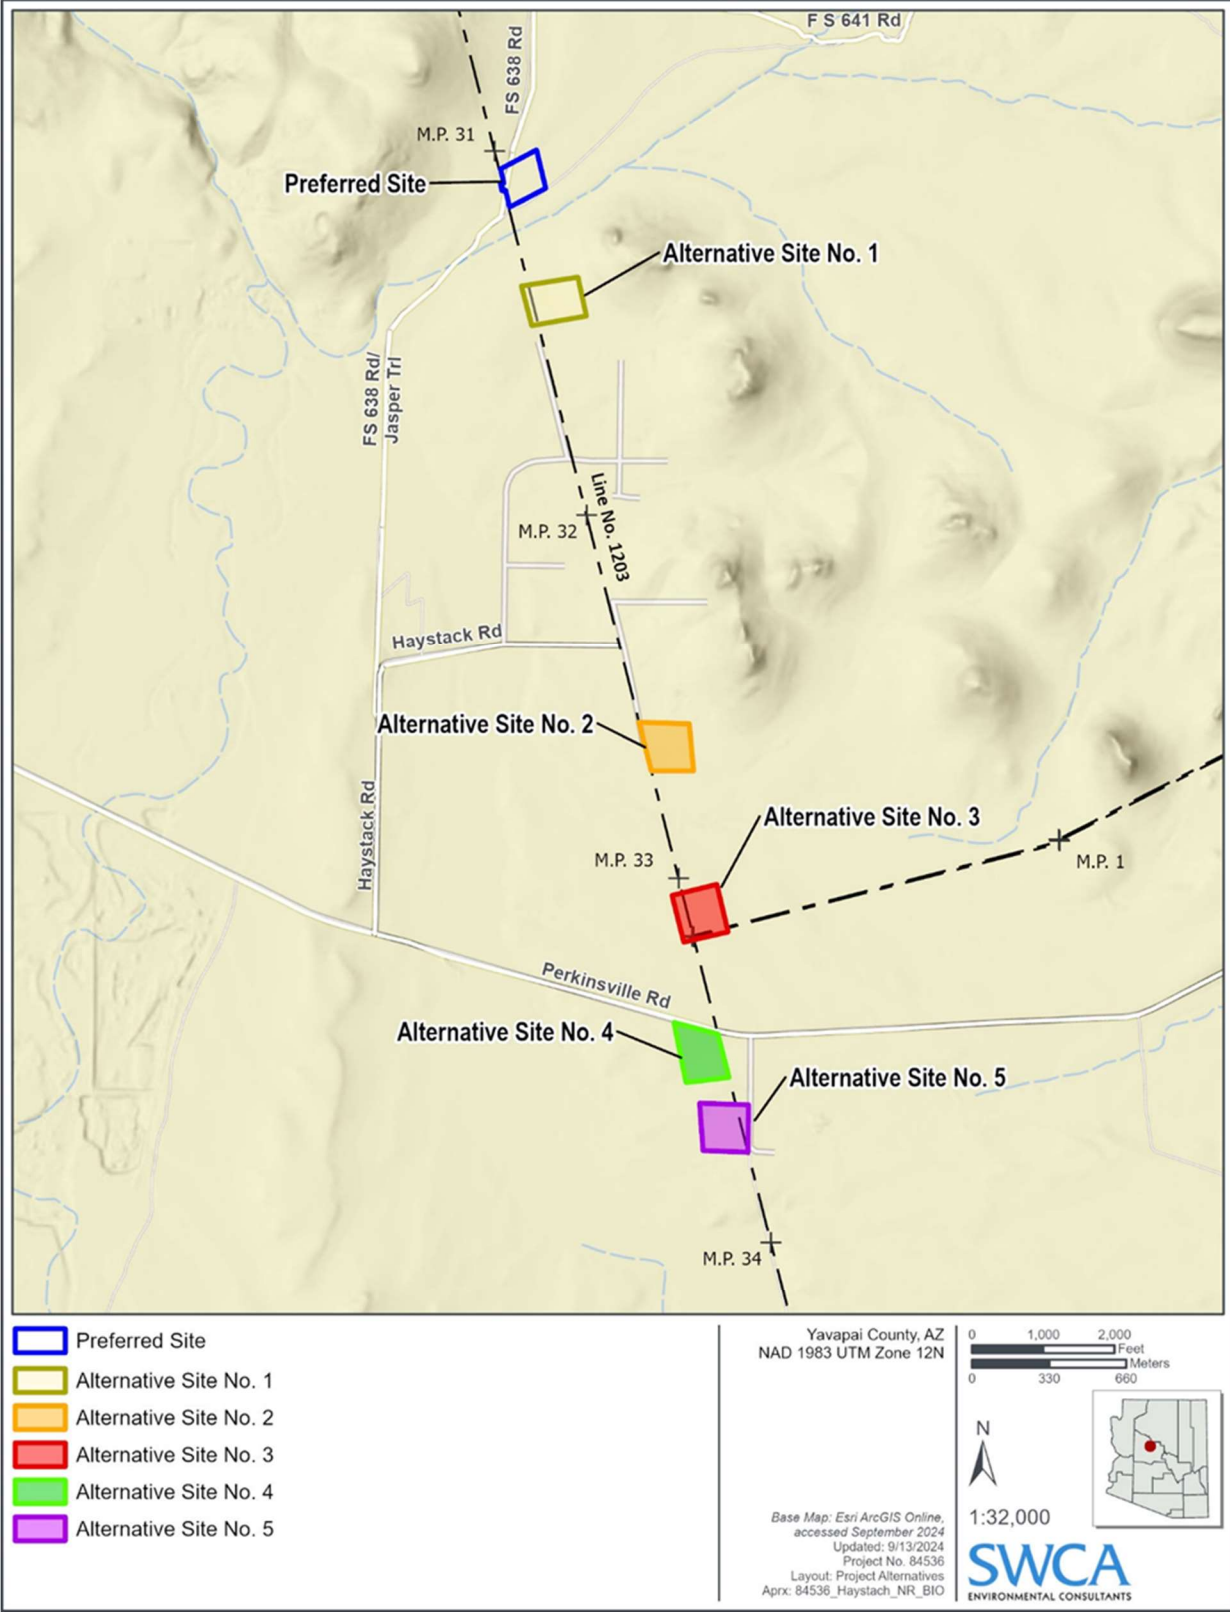 F S 641 Rd
FS 638 Rd
M.P. 31
Preferred Site
Alternative Site No. 1
FS 638 Rd/
Jasper Trl
Line No. 1203
M.P. 32
Haystack Rd
Alternative Site No. 2
Haystack Rd
Alternative Site No. 3
M.P. 33
M.P. 1
Perkinsville Rd
Alternative Site No. 4
Alternative Site No. 5
M.P. 34
Preferred Site
Alternative Site No. 1
Alternative Site No. 2
Alternative Site No. 3
Alternative Site No. 4
Alternative Site No. 5
Yavapai County, AZ
NAD 1983 UTM Zone 12N
Base Map: Esri ArcGIS Online,
accessed September 2024
Updated: 9/13/2024
Project No. 84536
Layout: Project Alternatives
Aprx: 84536_Haystach_NR_BIO
0 1,000 2,000
Feet
Meters
0 330 660
N
1:32,000
SWCA
ENVIRONMENTAL CONSULTANTS